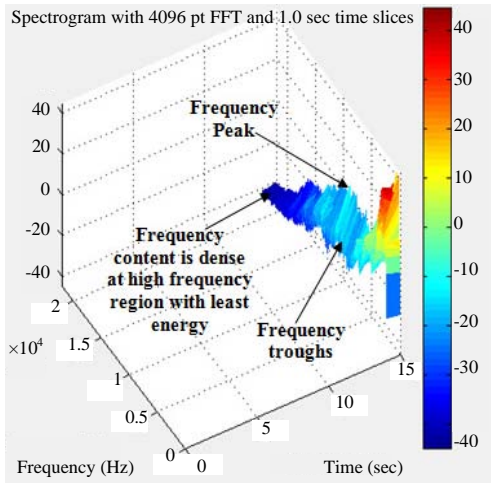 Spectrogram with 4096 pt FFT and 1.0 sec time slices
40
20
0
-20
-40
2
1.5
1
0.5
0
×10⁴
Frequency
Peak
Frequency
content is dense
at high frequency
region with least
energy
Frequency
troughs
0
5
10
15
Frequency (Hz)
Time (sec)
40
30
20
10
0
-10
-20
-30
-40